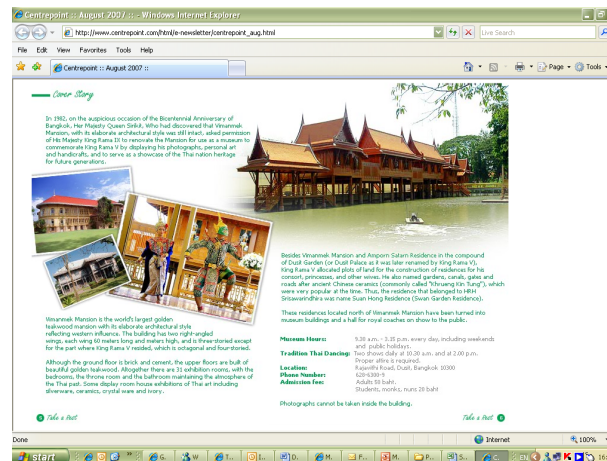 Centrepoint :: August 2007 :: - Windows Internet Explorer
http://www.centrepoint.com/html/e-newsletter/centrepoint_aug.html
Live Search
File Edit View Favorites Tools Help
Centrepoint :: August 2007 ::
Page Tools
Cover Story
In 1982, on the auspicious occasion of the Bicentennial Anniversary of
Bangkok, Her Majesty Queen Sirikit, Who had discovered that Vimanmek
Mansion, with its elaborate architectural style was still intact, asked permission
of His Majesty King Rama IX to renovate the Mansion for use as a museum to
commemorate King Rama V by displaying his photographs, personal art
and handicrafts, and to serve as a showcase of the Thai nation heritage
for future generations.
Vimanmek Mansion is the world's largest golden
teakwood mansion with its elaborate architectural style
reflecting western influence. The building has two right-angled
wings, each wing 60 meters long and meters high, and is three-storied except
for the part where King Rama V resided, which is octagonal and four-storied.
Although the ground floor is brick and cement, the upper floors are built of
beautiful golden teakwood. Altogether there are 31 exhibition rooms, with the
bedrooms, the throne room and the bathroom maintaining the atmosphere of
the Thai past. Some display room house exhibitions of Thai art including
silverware, ceramics, crystal ware and ivory.
Take a Rest
Besides Vimanmek Mansion and Amporn Satarn Residence in the compound
of Dusit Garden (or Dusit Palace as it was later renamed by King Rama V),
King Rama V allocated plots of land for the construction of residences for his
consort, princesses, and other wives. He also named gardens, canals, gates and
roads after ancient Chinese ceramics (commonly called "Khrueng Kin Tung"), which
were very popular at the time. Thus, the residence that belonged to HRH
Srisawarindhira was name Suan Hong Residence (Swan Garden Residence).
These residences located north of Vimanmek Mansion have been turned into
museum buildings and a hall for royal coaches on show to the public.
Museum Hours: 9.30 a.m. - 3.15 p.m. every day, including weekends
and public holidays.
Tradition Thai Dancing: Two shows daily at 10.30 a.m. and at 2.00 p.m.
Proper attire is required.
Location: Rajawithi Road, Dusit, Bangkok 10300
Phone Number: 628-6300-9
Admission fee: Adults 50 baht.
Students, monks, nuns 20 baht
Photographs cannot be taken inside the building.
Take a Rest
Done Internet 100%
start
EN
16: